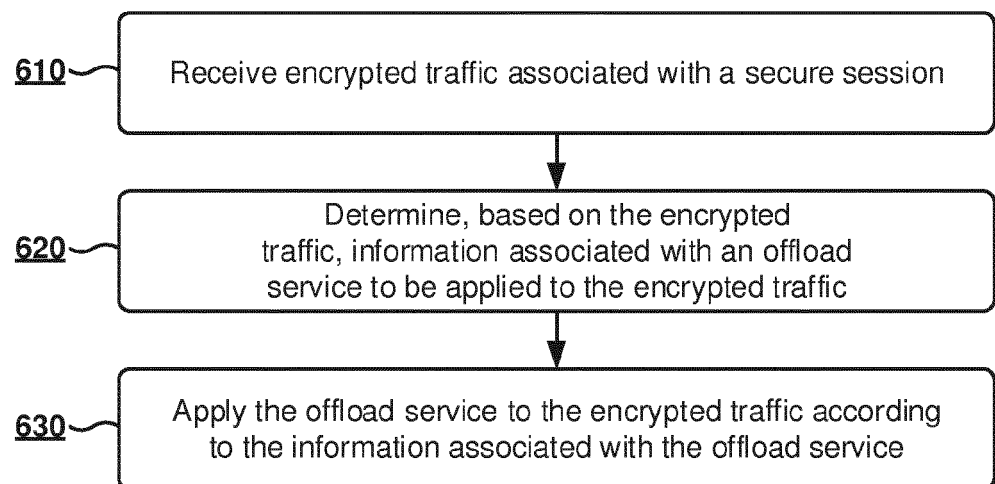 610
Receive encrypted traffic associated with a secure session
620
Determine, based on the encrypted
traffic, information associated with an offload
service to be applied to the encrypted traffic
630
Apply the offload service to the encrypted traffic according
to the information associated with the offload service